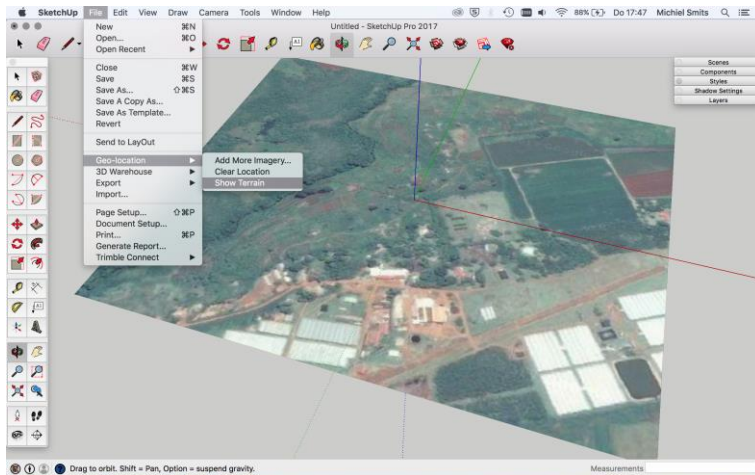 SketchUp File Edit View Draw Camera Tools Window Help 88% Do 17:47 Michiel Smits
Untitled - SketchUp Pro 2017
New ⌘N
Open... ⌘O
Open Recent
Close ⌘W
Save ⌘S
Save As... ⇧⌘S
Save A Copy As...
Save As Template...
Revert
Send to LayOut
Geo-location
3D Warehouse
Export
Import...
Page Setup... ⇧⌘P
Document Setup...
Print... ⌘P
Generate Report...
Trimble Connect
Add More Imagery...
Clear Location
Show Terrain
Scenes
Components
Styles
Shadow Settings
Layers
Drag to orbit. Shift = Pan, Option = suspend gravity.
Measurements